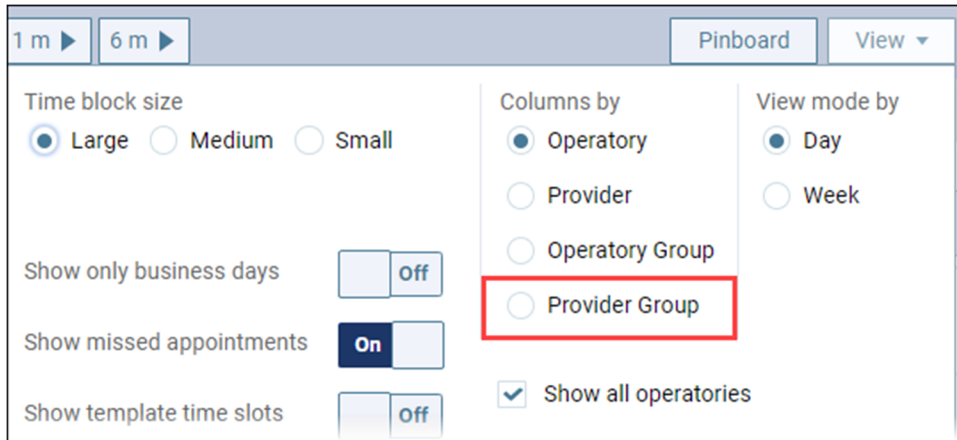 1 m 6 m Pinboard View
Time block size
Large Medium Small
Show only business days Off
Show missed appointments On
Show template time slots Off
Columns by
Operatory
Provider
Operatory Group
Provider Group
Show all operatories
View mode by
Day
Week